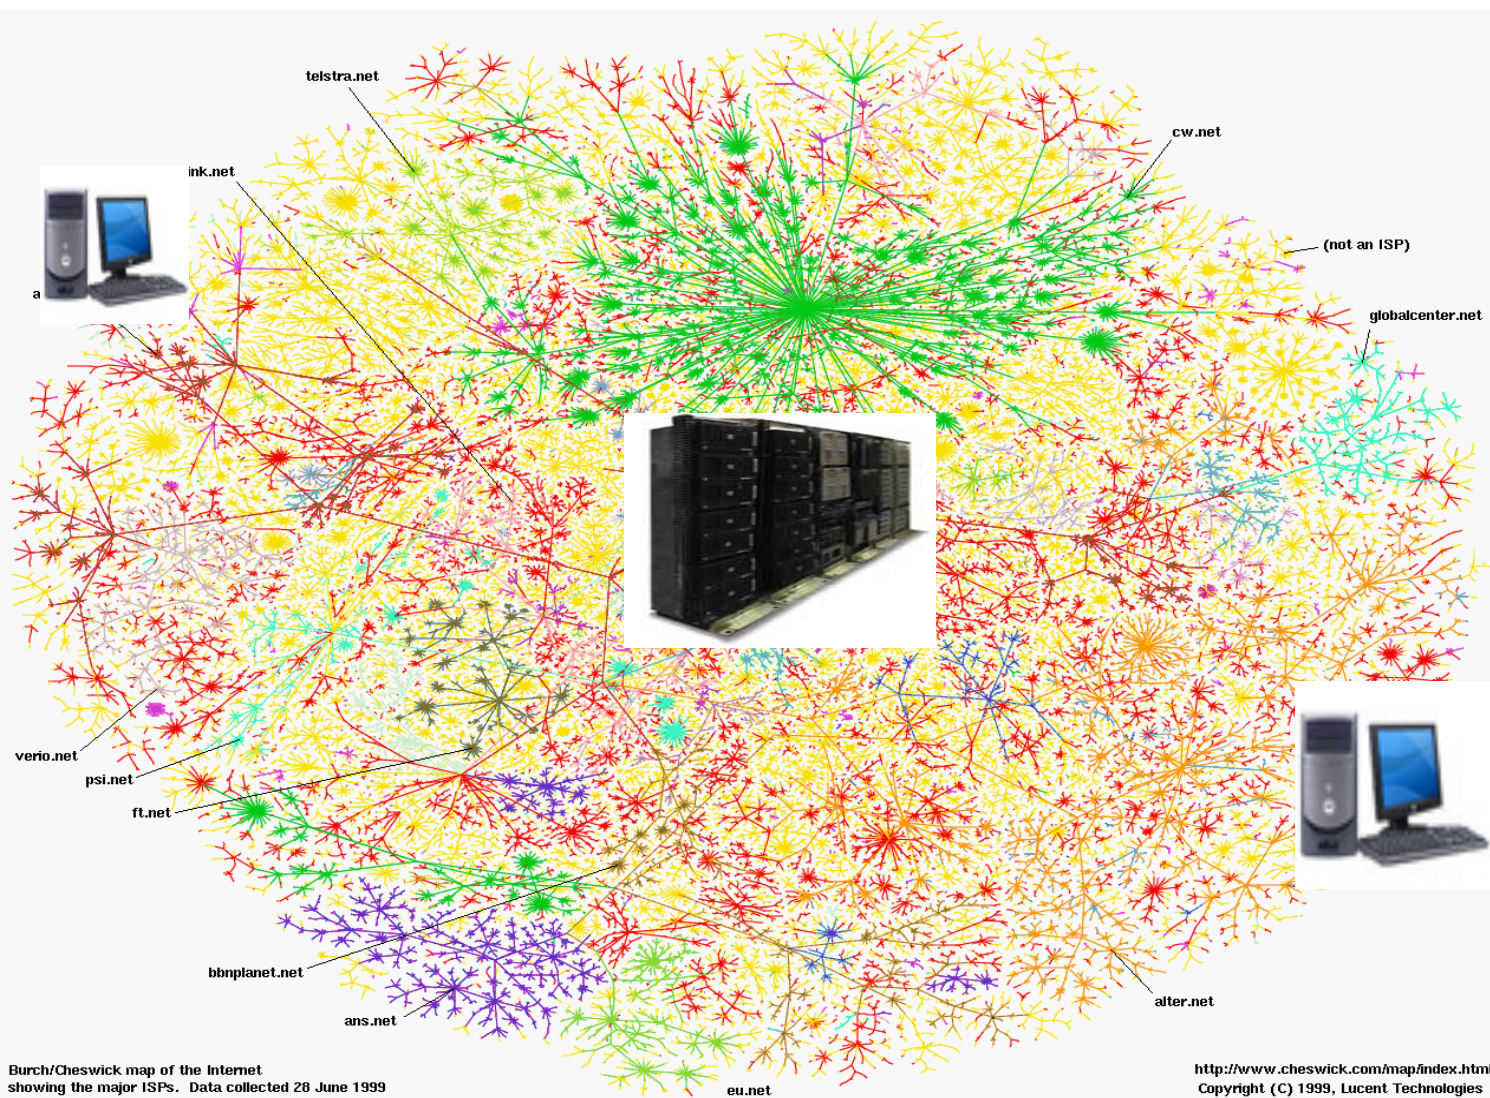 telstra.net
cw.net
ink.net
(not an ISP)
a
globalcenter.net
verio.net
psi.net
ft.net
bbnplanet.net
ans.net
alter.net
Burch/Cheswick map of the Internet
showing the major ISPs. Data collected 28 June 1999
eu.net
http://www.cheswick.com/map/index.html
Copyright (C) 1999, Lucent Technologies